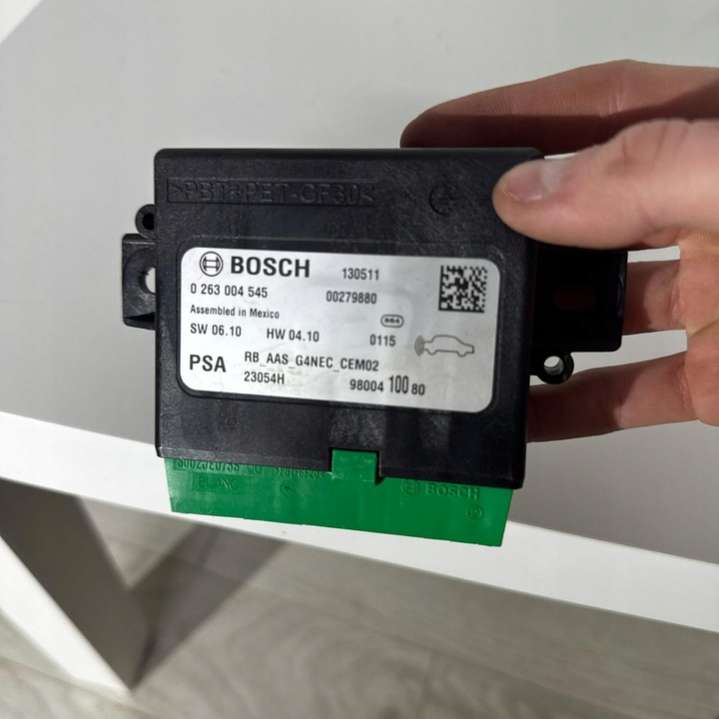 >PBT+PET-GF30<
BOSCH 130511
0 263 004 545 00279880
Assembled in Mexico
SW 06.10 HW 04.10 0115
PSA RB_AAS_G4NEC_CEM02
23054H 98004 100 80
BOSCH